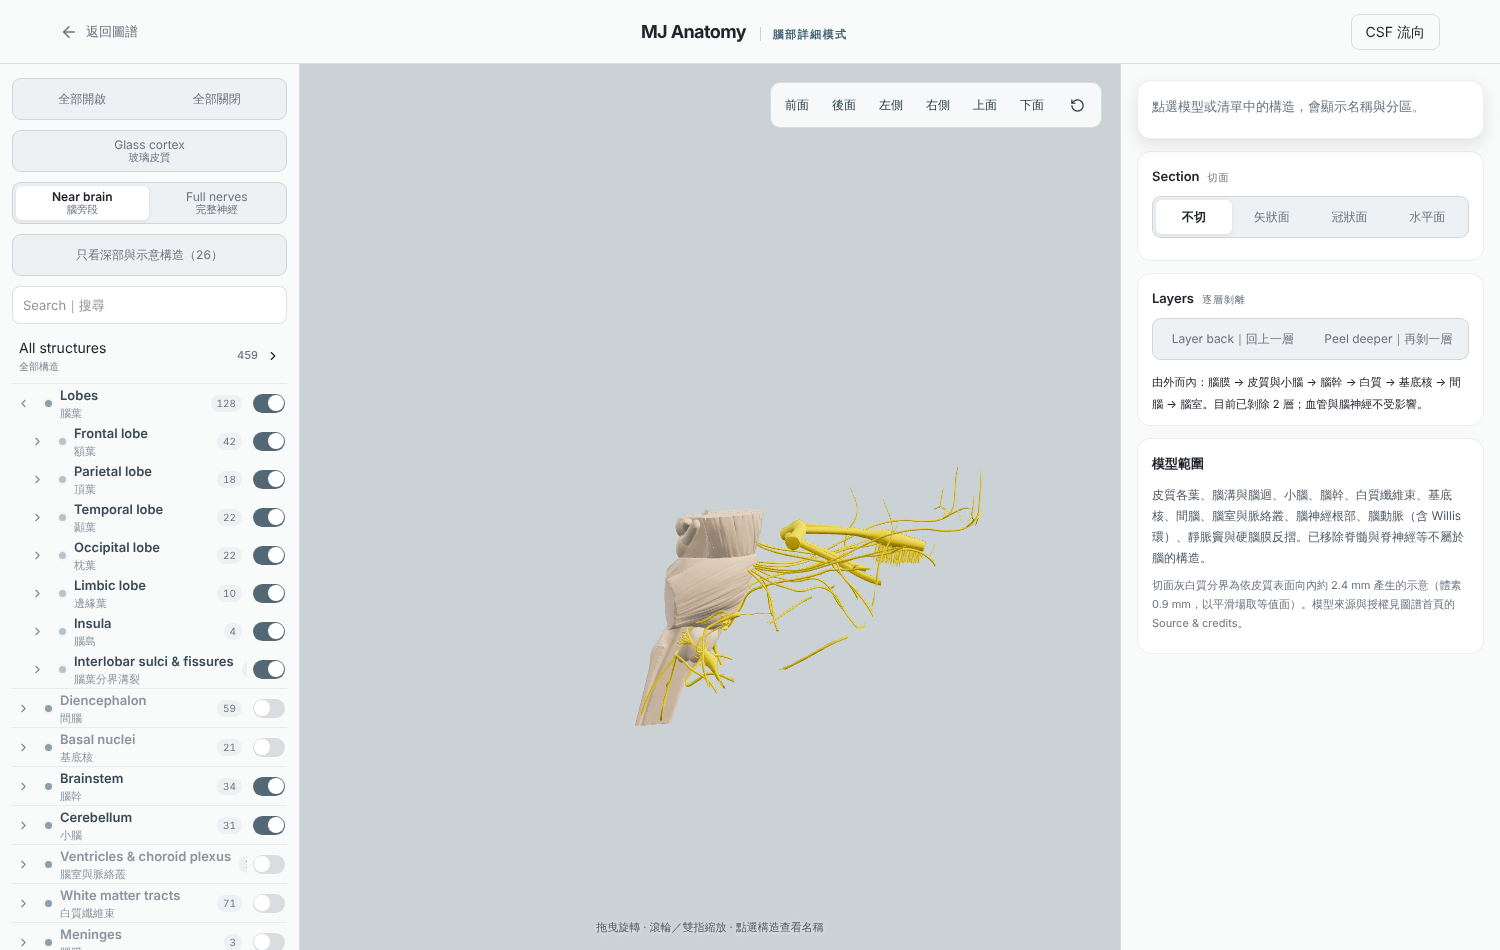 返回圖譜
MJ Anatomy
腦部詳細模式
CSF 流向
全部開啟
全部關閉
Glass cortex
玻璃皮質
Near brain
腦旁段
Full nerves
完整神經
只看深部與示意構造（26）
Search｜搜尋
All structures
全部構造
459
Lobes
腦葉
128
Frontal lobe
額葉
42
Parietal lobe
頂葉
18
Temporal lobe
顳葉
22
Occipital lobe
枕葉
22
Limbic lobe
邊緣葉
10
Insula
腦島
4
Interlobar sulci & fissures
腦葉分界溝裂
Diencephalon
間腦
59
Basal nuclei
基底核
21
Brainstem
腦幹
34
Cerebellum
小腦
31
Ventricles & choroid plexus
腦室與脈絡叢
White matter tracts
白質纖維束
71
Meninges
3
前面
後面
左側
右側
上面
下面
拖曳旋轉 · 滾輪／雙指縮放 · 點選構造查看名稱
點選模型或清單中的構造，會顯示名稱與分區。
Section 切面
不切
矢狀面
冠狀面
水平面
Layers 逐層剝離
Layer back｜回上一層
Peel deeper｜再剝一層
由外而內：腦膜 → 皮質與小腦 → 腦幹 → 白質 → 基底核 → 間
腦 → 腦室。目前已剝除 2 層；血管與腦神經不受影響。
模型範圍
皮質各葉、腦溝與腦迴、小腦、腦幹、白質纖維束、基底
核、間腦、腦室與脈絡叢、腦神經根部、腦動脈（含 Willis
環）、靜脈竇與硬腦膜反摺。已移除脊髓與脊神經等不屬於
腦的構造。
切面灰白質分界為依皮質表面向內約 2.4 mm 產生的示意（體素
0.9 mm，以平滑場取等值面）。模型來源與授權見圖譜首頁的
Source & credits。